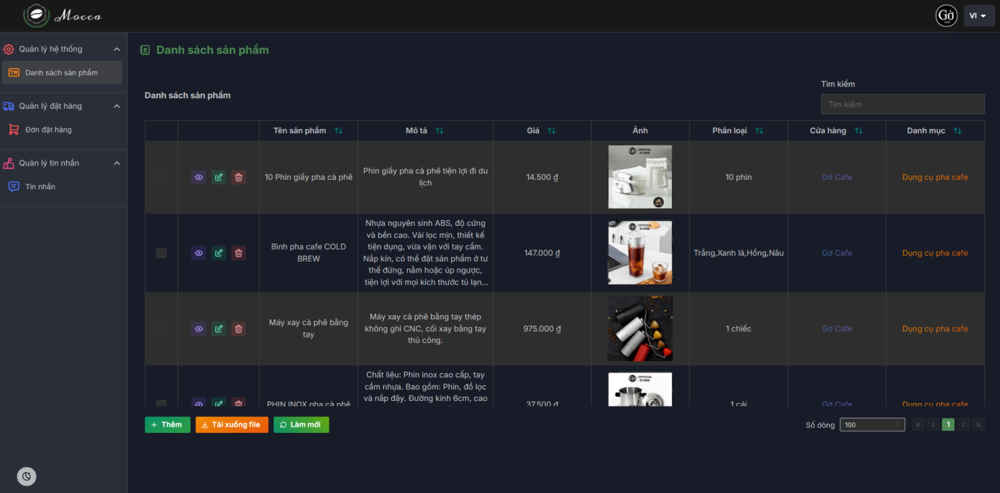 Mocca
Gờ
VI
Quản lý hệ thống
Danh sách sản phẩm
Quản lý đặt hàng
Đơn đặt hàng
Quản lý tin nhắn
Tin nhắn
Danh sách sản phẩm
Danh sách sản phẩm
Tìm kiếm
Tìm kiếm
Tên sản phẩm
Mô tả
Giá
Ảnh
Phân loại
Cửa hàng
Danh mục
10 Phin giấy pha cà phê
Phin giấy pha cà phê tiện lợi đi du
lịch
14.500 ₫
Gờ OFFICIAL
STORE
10 phin
Gờ Cafe
Dụng cụ pha cafe
Bình pha cafe COLD
BREW
Nhựa nguyên sinh ABS, độ cứng
và bền cao. Vải lọc mịn, thiết kế
tiện dụng, vừa vặn với tay cầm.
Nắp kín, có thể đặt sản phẩm ở tư
thế đứng, nằm hoặc úp ngược,
tiện lợi với mọi kích thước tủ lạn...
147.000 ₫
Gờ OFFICIAL
STORE
Trắng,Xanh lá,Hồng,Nâu
Gờ Cafe
Dụng cụ pha cafe
Máy xay cà phê bằng
tay
Máy xay cà phê bằng tay thép
không ghỉ CNC, cối xay bằng tay
thủ công.
975.000 ₫
1 chiếc
Gờ Cafe
Dụng cụ pha cafe
PHIN INOX pha cà phê
Chất liệu: Phin inox cao cấp, tay
cầm nhựa. Bao gồm: Phin, đồ lọc
và nắp đậy. Đường kính 6cm, cao
37.500 ₫
Gờ OFFICIAL
STORE
1 cái
Gờ Cafe
Dụng cụ pha cafe
+ Thêm
Tải xuống file
Làm mới
Số dòng
100
1